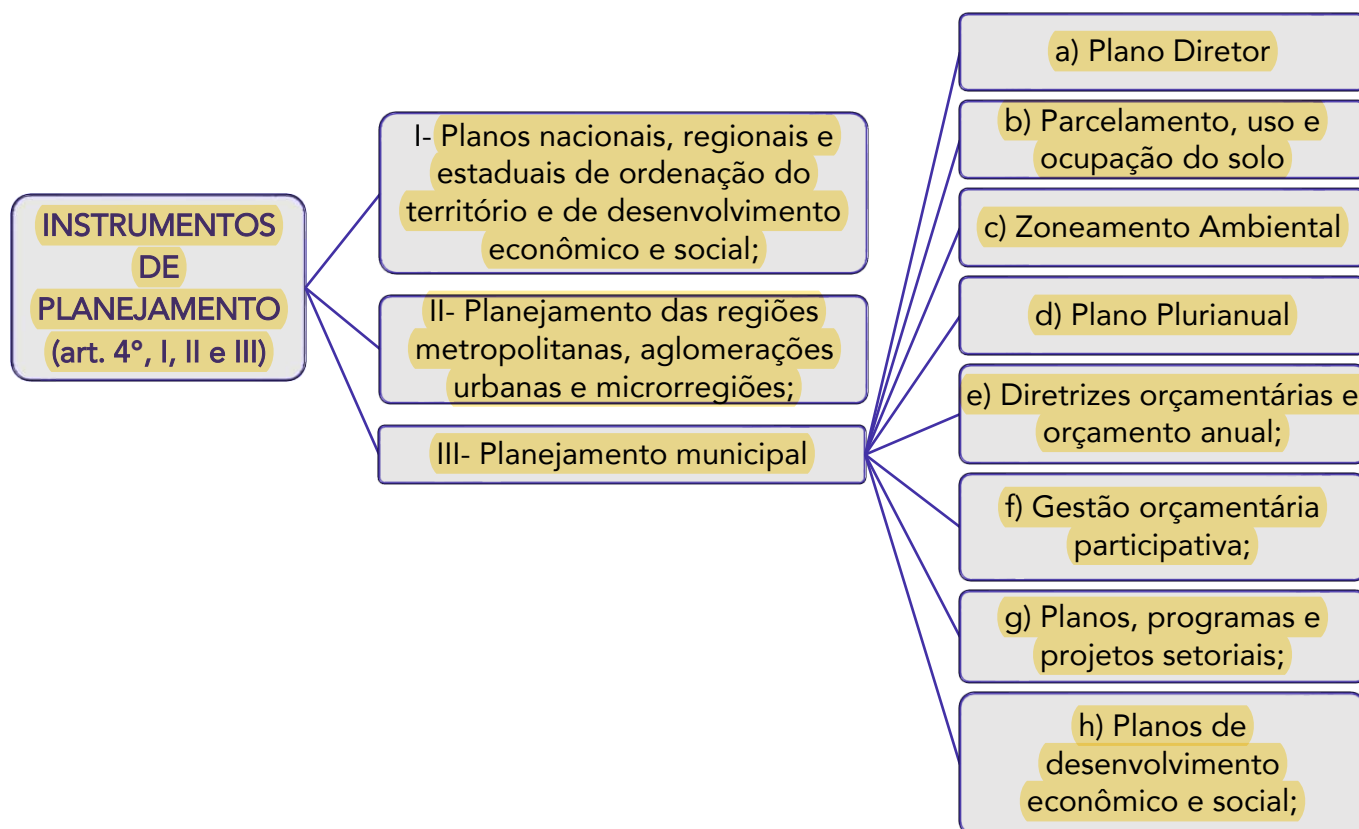 INSTRUMENTOS
DE
PLANEJAMENTO
(art. 4°, I, II e III)
I- Planos nacionais, regionais e
estaduais de ordenação do
território e de desenvolvimento
econômico e social;
II- Planejamento das regiões
metropolitanas, aglomerações
urbanas e microrregiões;
III- Planejamento municipal
a) Plano Diretor
b) Parcelamento, uso e
ocupação do solo
c) Zoneamento Ambiental
d) Plano Plurianual
e) Diretrizes orçamentárias e
orçamento anual;
f) Gestão orçamentária
participativa;
g) Planos, programas e
projetos setoriais;
h) Planos de
desenvolvimento
econômico e social;